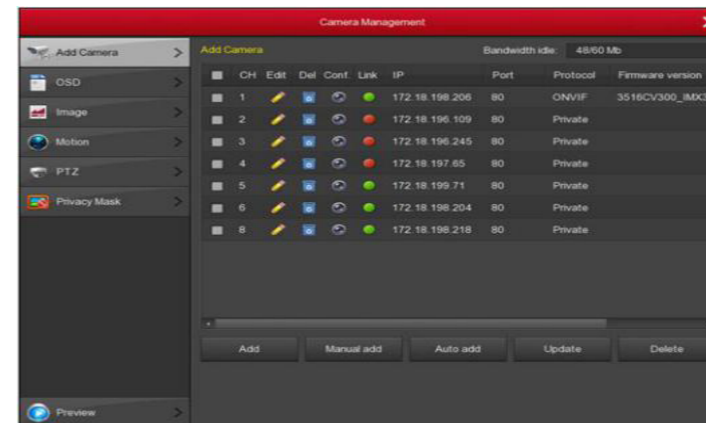 Camera Management
Add Camera
OSD
Image
Motion
PTZ
Privacy Mask
Preview
Add Camera Bandwidth idle: 48/60 Mb
CH Edit Del Conf. Link IP Port Protocol Firmware version
1 172.18.198.206 80 ONVIF 3516CV300_IMX3
2 172.18.196.109 80 Private
3 172.18.196.245 80 Private
4 172.18.197.65 80 Private
5 172.18.199.71 80 Private
6 172.18.198.204 80 Private
8 172.18.198.218 80 Private
Add Manual add Auto add Update Delete